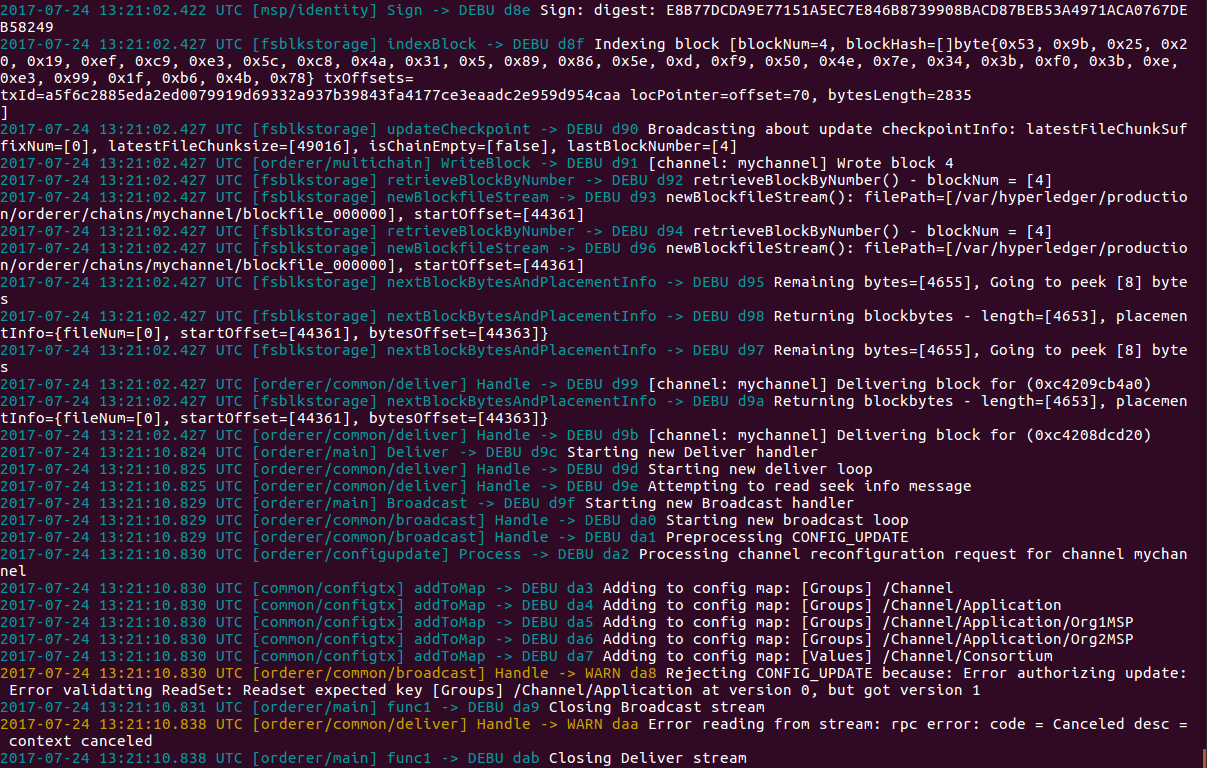 2017-07-24 13:21:02.422 UTC [msp/identity] Sign -> DEBU d8e Sign: digest: E8B77DCDA9E77151A5EC7E846B8739908BACD87BEB53A4971ACA0767DE
B58249
2017-07-24 13:21:02.427 UTC [fsblkstorage] indexBlock -> DEBU d8f Indexing block [blockNum=4, blockHash=[]byte{0x53, 0x9b, 0x25, 0x2
0, 0x19, 0xef, 0xc9, 0xe3, 0x5c, 0xc8, 0x4a, 0x31, 0x5, 0x89, 0x86, 0x5e, 0xd, 0xf9, 0x50, 0x4e, 0x7e, 0x34, 0x3b, 0xf0, 0x3b, 0xe,
0xe3, 0x99, 0x1f, 0xb6, 0x4b, 0x78} txOffsets=
txId=a5f6c2885eda2ed0079919d69332a937b39843fa4177ce3eaadc2e959d954caa locPointer=offset=70, bytesLength=2835
]
2017-07-24 13:21:02.427 UTC [fsblkstorage] updateCheckpoint -> DEBU d90 Broadcasting about update checkpointInfo: latestFileChunkSuf
fixNum=[0], latestFileChunksize=[49016], isChainEmpty=[false], lastBlockNumber=[4]
2017-07-24 13:21:02.427 UTC [orderer/multichain] WriteBlock -> DEBU d91 [channel: mychannel] Wrote block 4
2017-07-24 13:21:02.427 UTC [fsblkstorage] retrieveBlockByNumber -> DEBU d92 retrieveBlockByNumber() - blockNum = [4]
2017-07-24 13:21:02.427 UTC [fsblkstorage] newBlockfileStream -> DEBU d93 newBlockfileStream(): filePath=[/var/hyperledger/productio
n/orderer/chains/mychannel/blockfile_000000], startOffset=[44361]
2017-07-24 13:21:02.427 UTC [fsblkstorage] retrieveBlockByNumber -> DEBU d94 retrieveBlockByNumber() - blockNum = [4]
2017-07-24 13:21:02.427 UTC [fsblkstorage] newBlockfileStream -> DEBU d96 newBlockfileStream(): filePath=[/var/hyperledger/productio
n/orderer/chains/mychannel/blockfile_000000], startOffset=[44361]
2017-07-24 13:21:02.427 UTC [fsblkstorage] nextBlockBytesAndPlacementInfo -> DEBU d95 Remaining bytes=[4655], Going to peek [8] byte
s
2017-07-24 13:21:02.427 UTC [fsblkstorage] nextBlockBytesAndPlacementInfo -> DEBU d98 Returning blockbytes - length=[4653], placemen
tInfo={fileNum=[0], startOffset=[44361], bytesOffset=[44363]}
2017-07-24 13:21:02.427 UTC [fsblkstorage] nextBlockBytesAndPlacementInfo -> DEBU d97 Remaining bytes=[4655], Going to peek [8] byte
s
2017-07-24 13:21:02.427 UTC [orderer/common/deliver] Handle -> DEBU d99 [channel: mychannel] Delivering block for (0xc4209cb4a0)
2017-07-24 13:21:02.427 UTC [fsblkstorage] nextBlockBytesAndPlacementInfo -> DEBU d9a Returning blockbytes - length=[4653], placemen
tInfo={fileNum=[0], startOffset=[44361], bytesOffset=[44363]}
2017-07-24 13:21:02.427 UTC [orderer/common/deliver] Handle -> DEBU d9b [channel: mychannel] Delivering block for (0xc4208dcd20)
2017-07-24 13:21:10.824 UTC [orderer/main] Deliver -> DEBU d9c Starting new Deliver handler
2017-07-24 13:21:10.825 UTC [orderer/common/deliver] Handle -> DEBU d9d Starting new deliver loop
2017-07-24 13:21:10.825 UTC [orderer/common/deliver] Handle -> DEBU d9e Attempting to read seek info message
2017-07-24 13:21:10.829 UTC [orderer/main] Broadcast -> DEBU d9f Starting new Broadcast handler
2017-07-24 13:21:10.829 UTC [orderer/common/broadcast] Handle -> DEBU da0 Starting new broadcast loop
2017-07-24 13:21:10.829 UTC [orderer/common/broadcast] Handle -> DEBU da1 Preprocessing CONFIG_UPDATE
2017-07-24 13:21:10.830 UTC [orderer/configupdate] Process -> DEBU da2 Processing channel reconfiguration request for channel mychan
nel
2017-07-24 13:21:10.830 UTC [common/configtx] addToMap -> DEBU da3 Adding to config map: [Groups] /Channel
2017-07-24 13:21:10.830 UTC [common/configtx] addToMap -> DEBU da4 Adding to config map: [Groups] /Channel/Application
2017-07-24 13:21:10.830 UTC [common/configtx] addToMap -> DEBU da5 Adding to config map: [Groups] /Channel/Application/Org1MSP
2017-07-24 13:21:10.830 UTC [common/configtx] addToMap -> DEBU da6 Adding to config map: [Groups] /Channel/Application/Org2MSP
2017-07-24 13:21:10.830 UTC [common/configtx] addToMap -> DEBU da7 Adding to config map: [Values] /Channel/Consortium
2017-07-24 13:21:10.830 UTC [orderer/common/broadcast] Handle -> WARN da8 Rejecting CONFIG_UPDATE because: Error authorizing update:
 Error validating ReadSet: Readset expected key [Groups] /Channel/Application at version 0, but got version 1
2017-07-24 13:21:10.831 UTC [orderer/main] func1 -> DEBU da9 Closing Broadcast stream
2017-07-24 13:21:10.838 UTC [orderer/common/deliver] Handle -> WARN daa Error reading from stream: rpc error: code = Canceled desc =
 context canceled
2017-07-24 13:21:10.838 UTC [orderer/main] func1 -> DEBU dab Closing Deliver stream